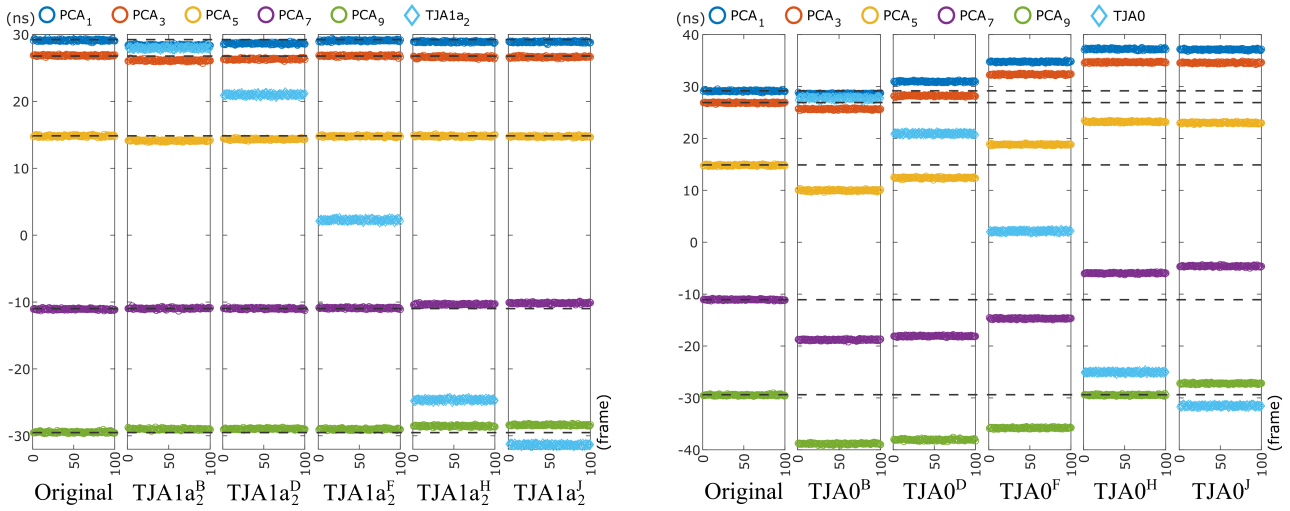 (ns) PCA₁ PCA₃ PCA₅ PCA₇ PCA₉ TJA1a₂
30
20
10
0
-10
-20
-30
0 50 100 0 50 100 0 50 100 0 50 100 0 50 100 0 50 100 (frame)
Original TJA1a₂ᴮ TJA1a₂ᴰ TJA1a₂ꟳ TJA1a₂ᴴ TJA1a₂ᴶ
(ns) PCA₁ PCA₃ PCA₅ PCA₇ PCA₉ TJA0
40
30
20
10
0
-10
-20
-30
-40
0 50 100 0 50 100 0 50 100 0 50 100 0 50 100 0 50 100 (frame)
Original TJA0ᴮ TJA0ᴰ TJA0ꟳ TJA0ᴴ TJA0ᴶ